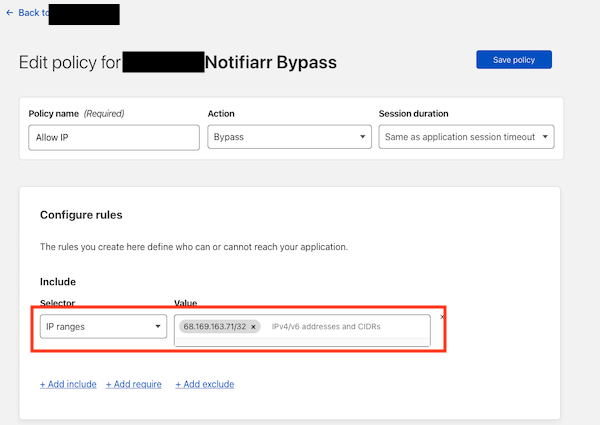 ← Back to
Edit policy for Notifiarr Bypass
Save policy
Policy name (Required)
Action
Session duration
Allow IP
Bypass
Same as application session timeout
Configure rules
The rules you create here define who can or cannot reach your application.
Include
Selector
Value
IP ranges
68.169.163.71/32 × IPv4/v6 addresses and CIDRs
×
+ Add include + Add require + Add exclude